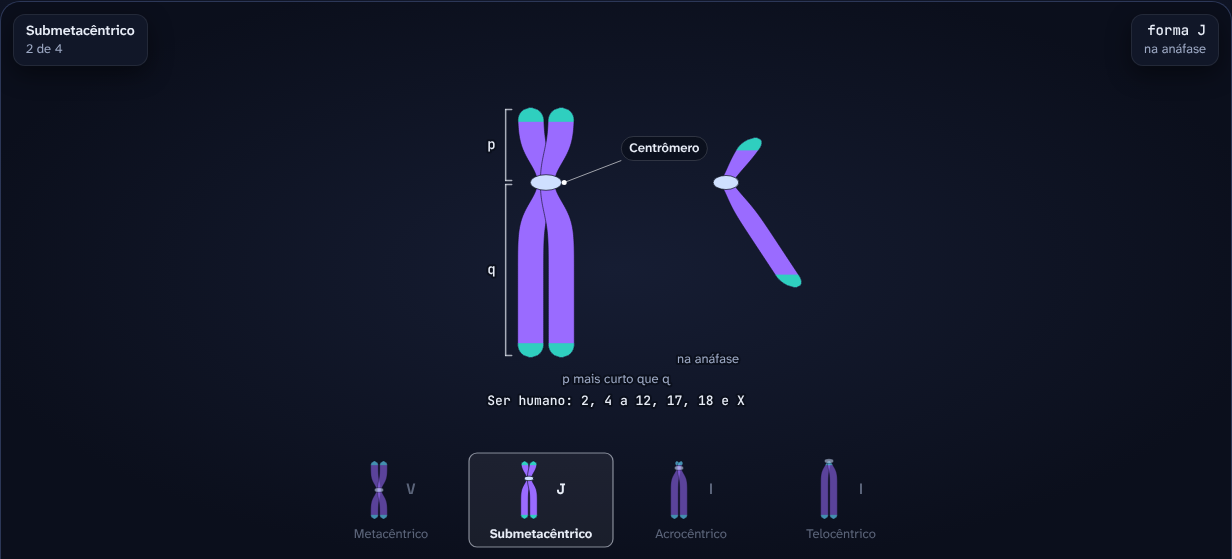 Submetacêntrico
2 de 4
forma J
na anáfase
p
Centrômero
q
na anáfase
p mais curto que q
Ser humano: 2, 4 a 12, 17, 18 e X
V
J
I
I
Metacêntrico
Submetacêntrico
Acrocêntrico
Telocêntrico